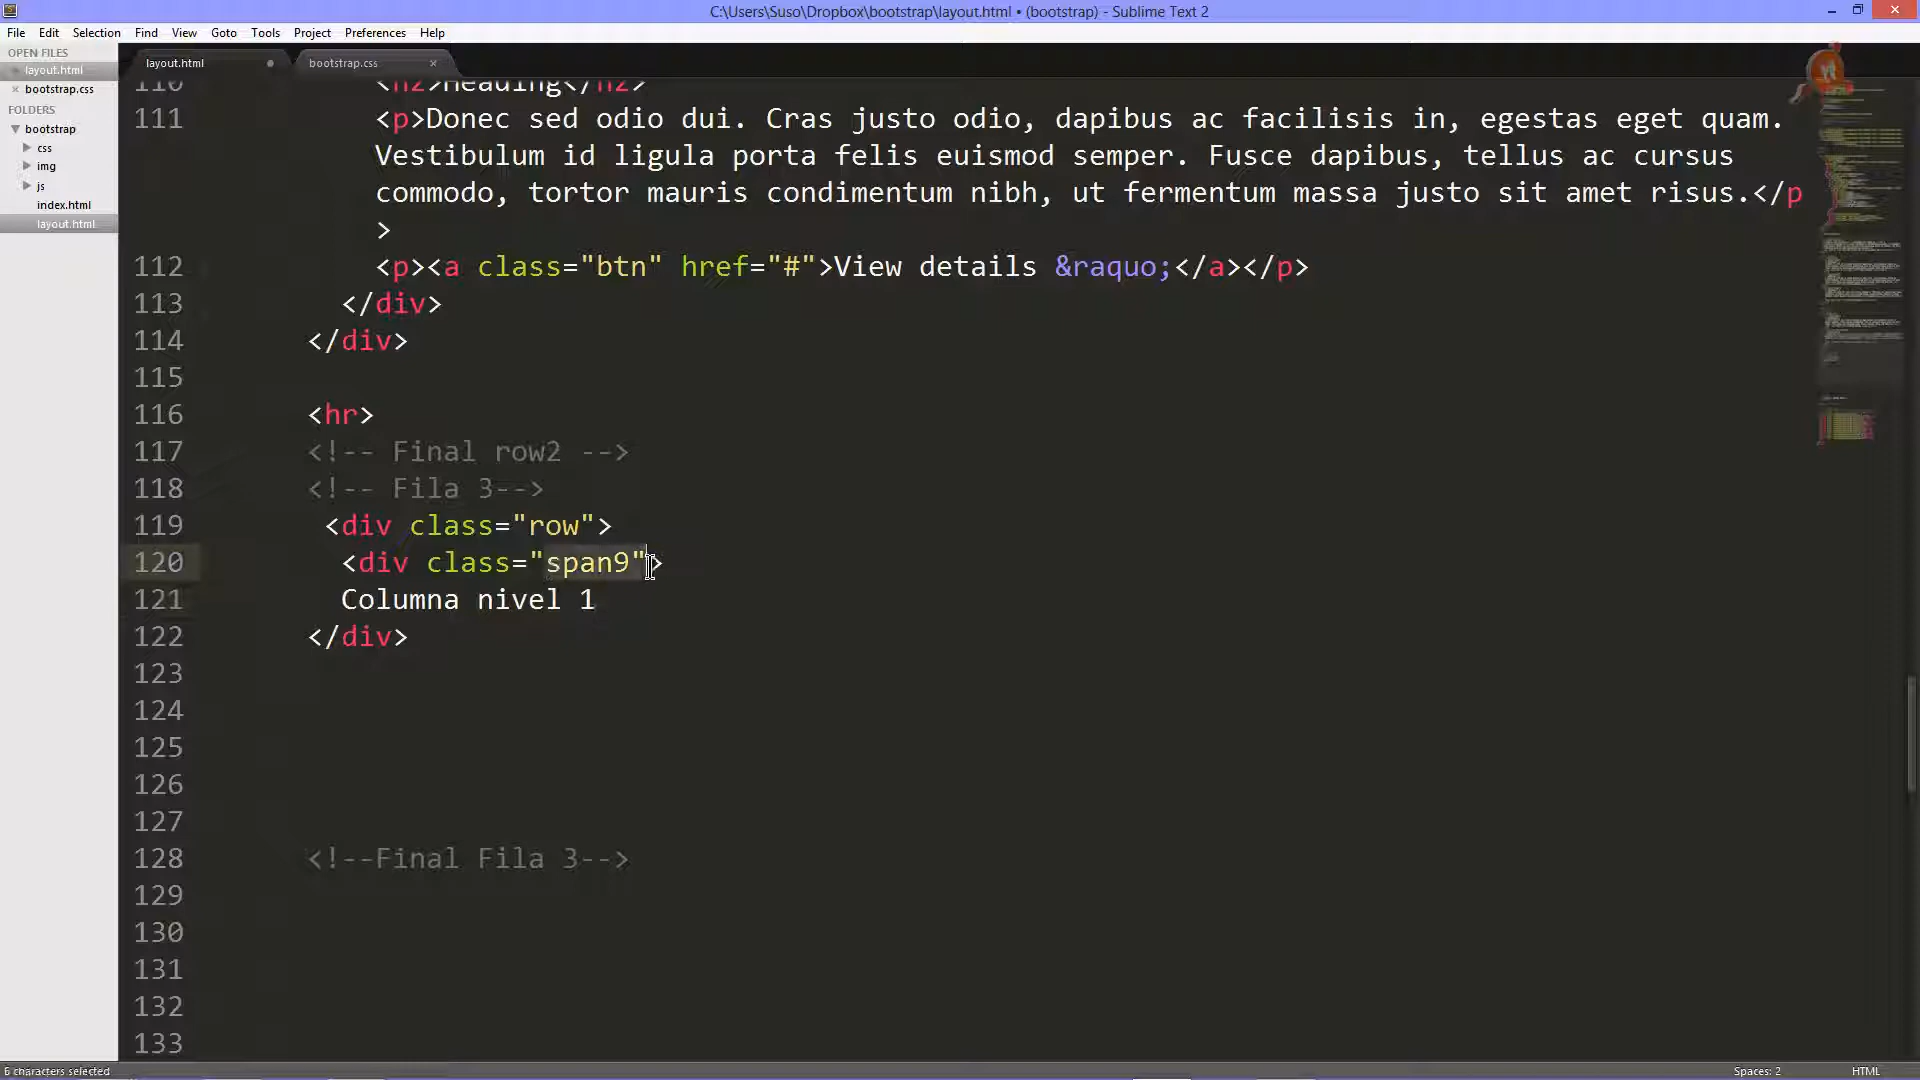 C:\Users\Suso\Dropbox\bootstrap\layout.html • (bootstrap) - Sublime Text 2
File Edit Selection Find View Goto Tools Project Preferences Help
OPEN FILES
layout.html
bootstrap.css
FOLDERS
bootstrap
css
img
js
index.html
layout.html
layout.html
bootstrap.css
110 <h2>Heading</h2>
111 <p>Donec sed odio dui. Cras justo odio, dapibus ac facilisis in, egestas eget quam.
Vestibulum id ligula porta felis euismod semper. Fusce dapibus, tellus ac cursus
commodo, tortor mauris condimentum nibh, ut fermentum massa justo sit amet risus.</p
>
112 <p><a class="btn" href="#">View details &raquo;</a></p>
113 </div>
114 </div>
115
116 <hr>
117 <!-- Final row2 -->
118 <!-- Fila 3-->
119 <div class="row">
120 <div class="span9">
121 Columna nivel 1
122 </div>
123
124
125
126
127
128 <!--Final Fila 3-->
129
130
131
132
133
6 characters selected
Spaces: 2
HTML